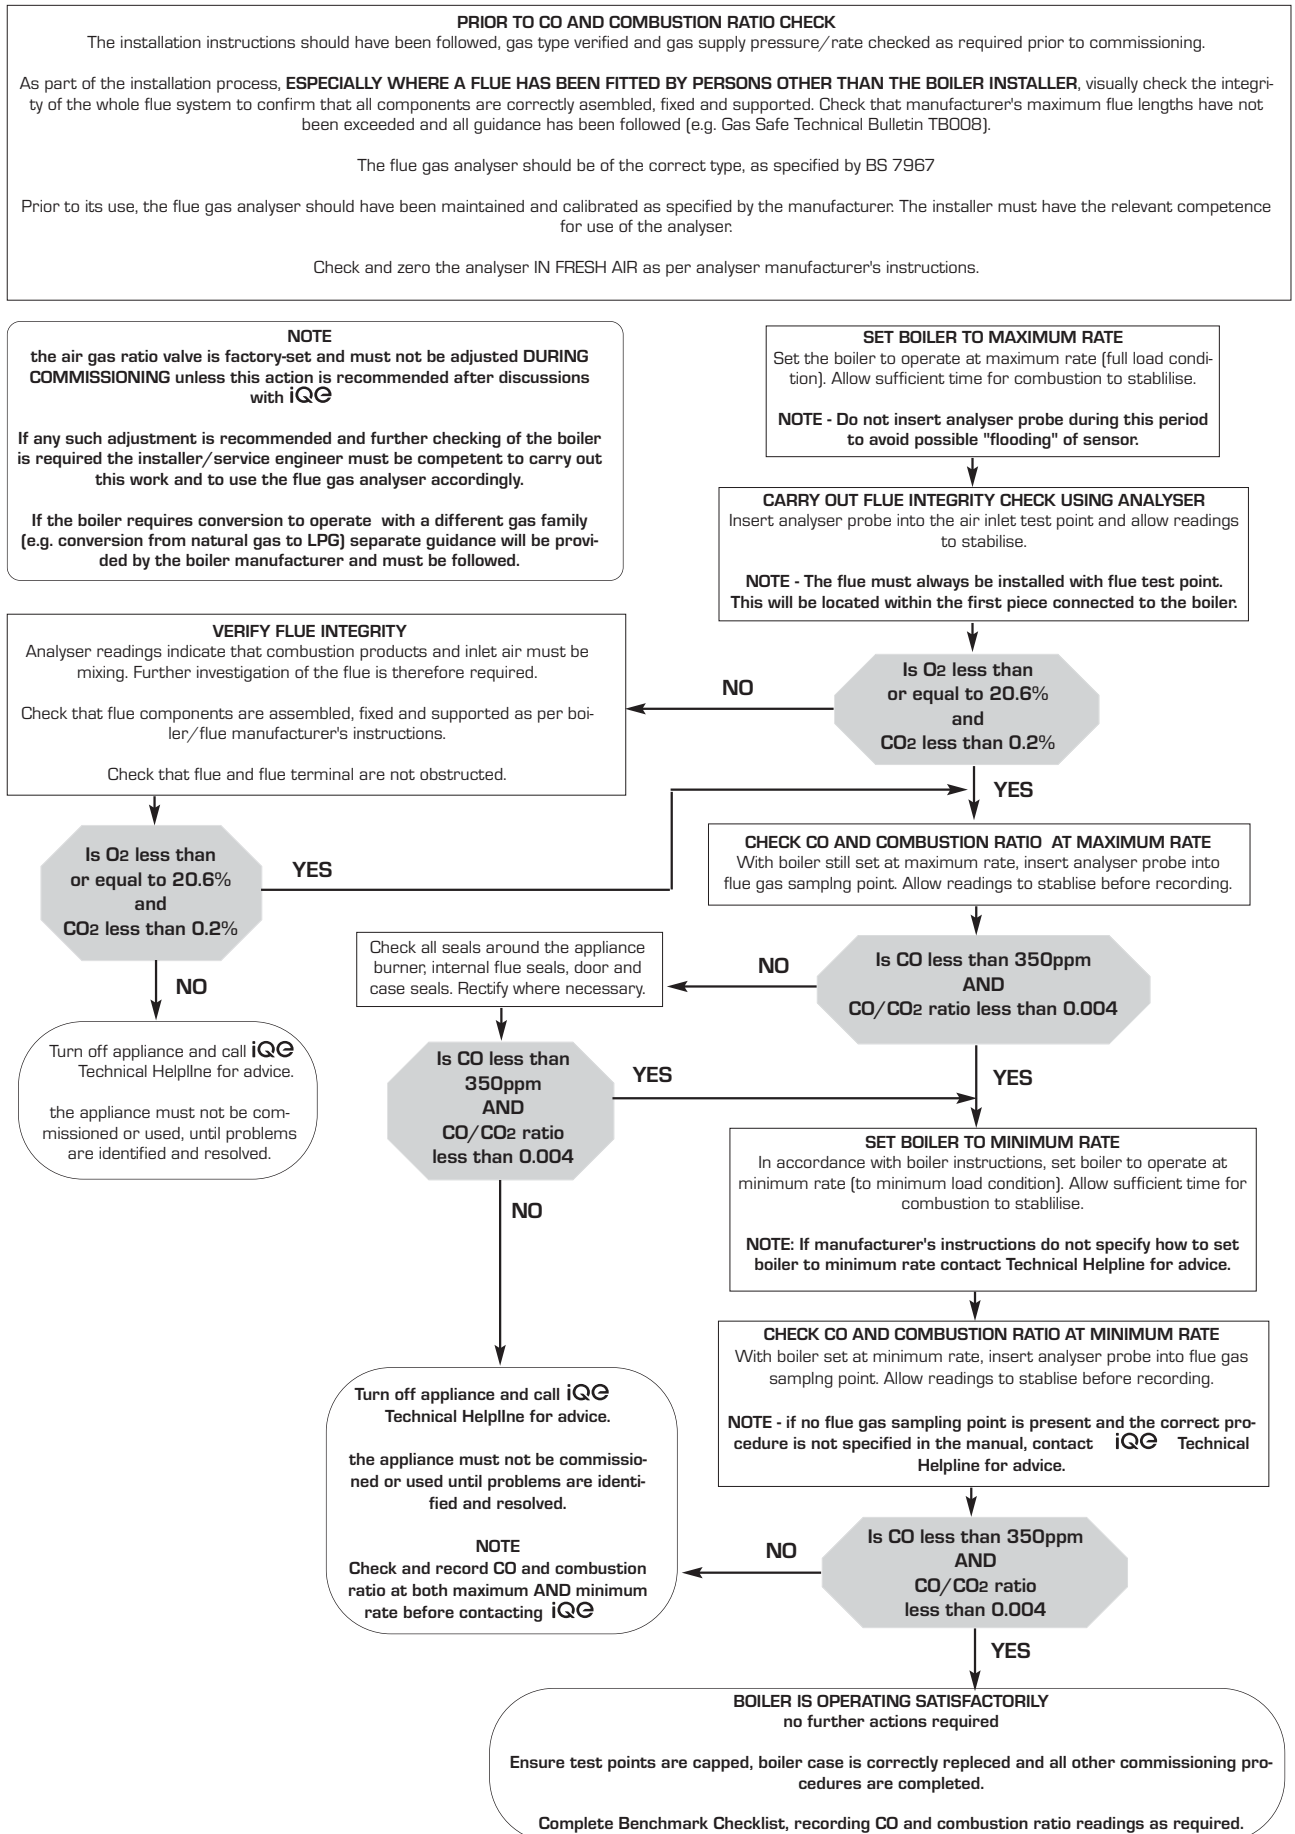 PRIOR TO CO AND COMBUSTION RATIO CHECK
The installation instructions should have been followed, gas type verified and gas supply pressure/rate checked as required prior to commissioning.
As part of the installation process, ESPECIALLY WHERE A FLUE HAS BEEN FITTED BY PERSONS OTHER THAN THE BOILER INSTALLER, visually check the integri-
ty of the whole flue system to confirm that all components are correctly asembled, fixed and supported. Check that manufacturer's maximum flue lengths have not
been exceeded and all guidance has been followed (e.g. Gas Safe Technical Bulletin TB008).
The flue gas analyser should be of the correct type, as specified by BS 7967
Prior to its use, the flue gas analyser should have been maintained and calibrated as specified by the manufacturer. The installer must have the relevant competence
for use of the analyser.
Check and zero the analyser IN FRESH AIR as per analyser manufacturer's instructions.
NOTE
the air gas ratio valve is factory-set and must not be adjusted DURING
COMMISSIONING unless this action is recommended after discussions
with iQe
If any such adjustment is recommended and further checking of the boiler
is required the installer/service engineer must be competent to carry out
this work and to use the flue gas analyser accordingly.
If the boiler requires conversion to operate with a different gas family
(e.g. conversion from natural gas to LPG) separate guidance will be provi-
ded by the boiler manufacturer and must be followed.
SET BOILER TO MAXIMUM RATE
Set the boiler to operate at maximum rate (full load condi-
tion). Allow sufficient time for combustion to stablilise.
NOTE - Do not insert analyser probe during this period
to avoid possible "flooding" of sensor.
CARRY OUT FLUE INTEGRITY CHECK USING ANALYSER
Insert analyser probe into the air inlet test point and allow readings
to stabilise.
NOTE - The flue must always be installed with flue test point.
This will be located within the first piece connected to the boiler.
VERIFY FLUE INTEGRITY
Analyser readings indicate that combustion products and inlet air must be
mixing. Further investigation of the flue is therefore required.
Check that flue components are assembled, fixed and supported as per boi-
ler/flue manufacturer's instructions.
Check that flue and flue terminal are not obstructed.
NO
Is O2 less than
or equal to 20.6%
and
CO2 less than 0.2%
YES
Is O2 less than
or equal to 20.6%
and
CO2 less than 0.2%
YES
NO
CHECK CO AND COMBUSTION RATIO AT MAXIMUM RATE
With boiler still set at maximum rate, insert analyser probe into
flue gas samplng point. Allow readings to stablise before recording.
Check all seals around the appliance
burner, internal flue seals, door and
case seals. Rectify where necessary.
NO
Is CO less than 350ppm
AND
CO/CO2 ratio less than 0.004
YES
Turn off appliance and call iQe
Technical HelplIne for advice.
the appliance must not be com-
missioned or used, until problems
are identified and resolved.
Is CO less than
350ppm
AND
CO/CO2 ratio
less than 0.004
YES
NO
SET BOILER TO MINIMUM RATE
In accordance with boiler instructions, set boiler to operate at
minimum rate (to minimum load condition). Allow sufficient time for
combustion to stablilise.
NOTE: If manufacturer's instructions do not specify how to set
boiler to minimum rate contact Technical Helpline for advice.
CHECK CO AND COMBUSTION RATIO AT MINIMUM RATE
With boiler set at minimum rate, insert analyser probe into flue gas
samplng point. Allow readings to stablise before recording.
NOTE - if no flue gas sampling point is present and the correct pro-
cedure is not specified in the manual, contact iQe Technical
Helpline for advice.
Turn off appliance and call iQe
Technical HelplIne for advice.
the appliance must not be commissio-
ned or used until problems are identi-
fied and resolved.
NOTE
Check and record CO and combustion
ratio at both maximum AND minimum
rate before contacting iQe
NO
Is CO less than 350ppm
AND
CO/CO2 ratio
less than 0.004
YES
BOILER IS OPERATING SATISFACTORILY
no further actions required
Ensure test points are capped, boiler case is correctly repleced and all other commissioning pro-
cedures are completed.
Complete Benchmark Checklist, recording CO and combustion ratio readings as required.